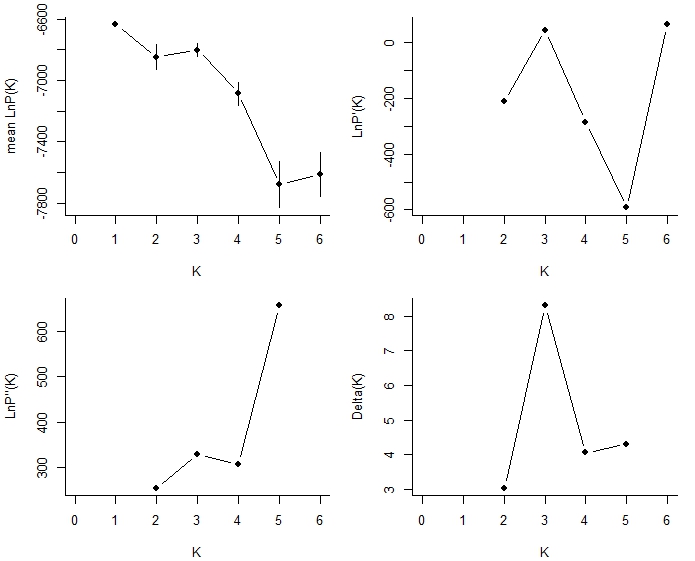 mean LnP(K)
-6600
-7000
-7400
-7800
0 1 2 3 4 5 6
K
LnP'(K)
0
-200
-400
-600
0 1 2 3 4 5 6
K
LnP''(K)
600
500
400
300
0 1 2 3 4 5 6
K
Delta(K)
8
7
6
5
4
3
0 1 2 3 4 5 6
K